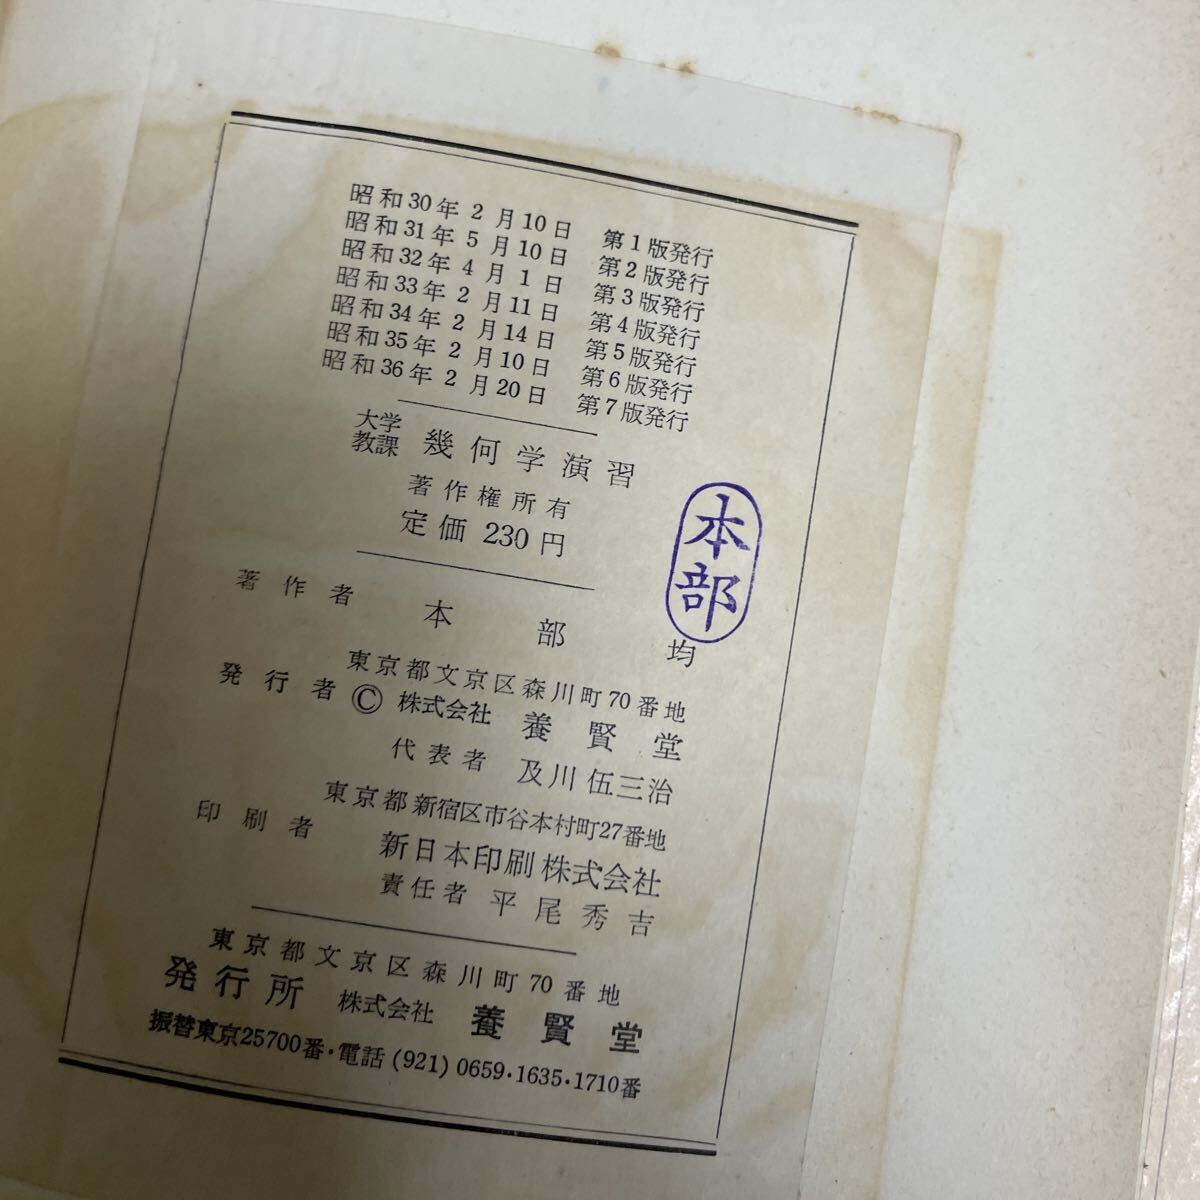 昭和30年2月10日 第1版発行
昭和31年5月10日 第2版発行
昭和32年4月1日 第3版発行
昭和33年2月11日 第4版発行
昭和34年2月14日 第5版発行
昭和35年2月10日 第6版発行
昭和36年2月20日 第7版発行
大学教課 幾何学演習
著作権所有
定価 230円
本部
著作者 本部均
東京都文京区森川町70番地
発行者 © 株式会社 養賢堂
代表者 及川伍三治
東京都新宿区市谷本村町27番地
印刷者 新日本印刷株式会社
責任者 平尾秀吉
東京都文京区森川町70番地
発行所 株式会社 養賢堂
振替東京25700番・電話 (921) 0659・1635・1710番